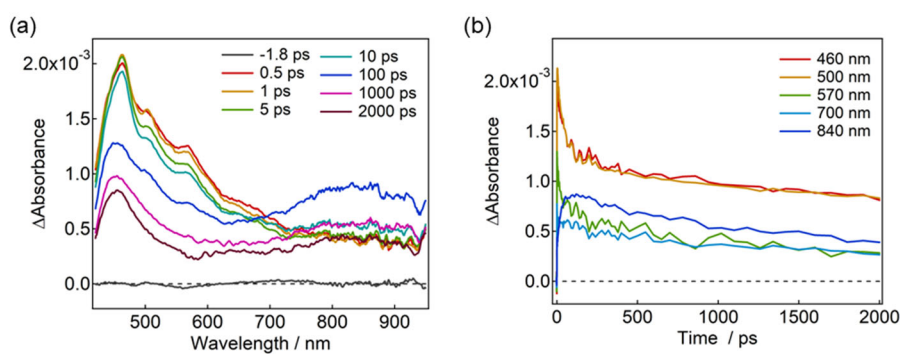 (a)
2.0x10⁻³
1.5
1.0
0.5
0.0
ΔAbsorbance
-1.8 ps
0.5 ps
1 ps
5 ps
10 ps
100 ps
1000 ps
2000 ps
500 600 700 800 900
Wavelength / nm
(b)
2.0x10⁻³
1.5
1.0
0.5
0.0
ΔAbsorbance
460 nm
500 nm
570 nm
700 nm
840 nm
0 500 1000 1500 2000
Time / ps